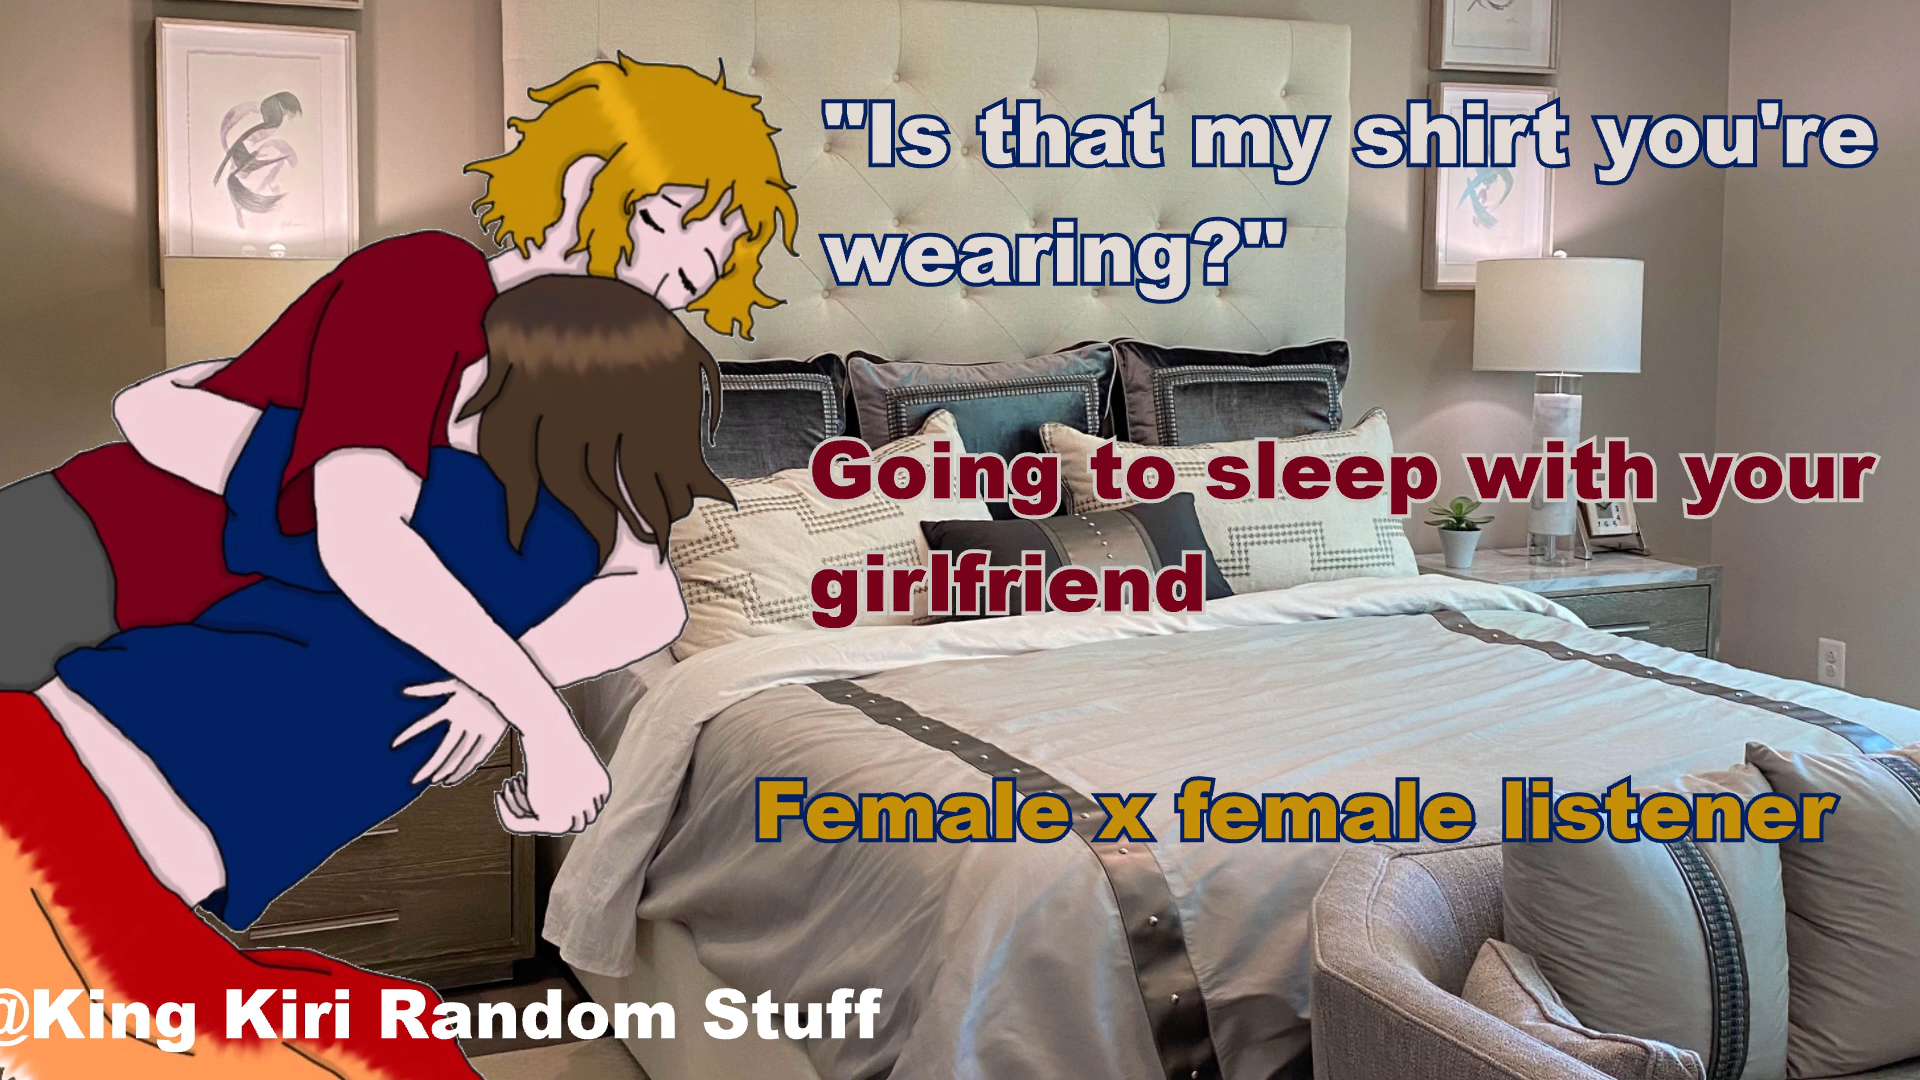 "Is that my shirt you're
wearing?"
Going to sleep with your
girlfriend
Female x female listener
@King Kiri Random Stuff